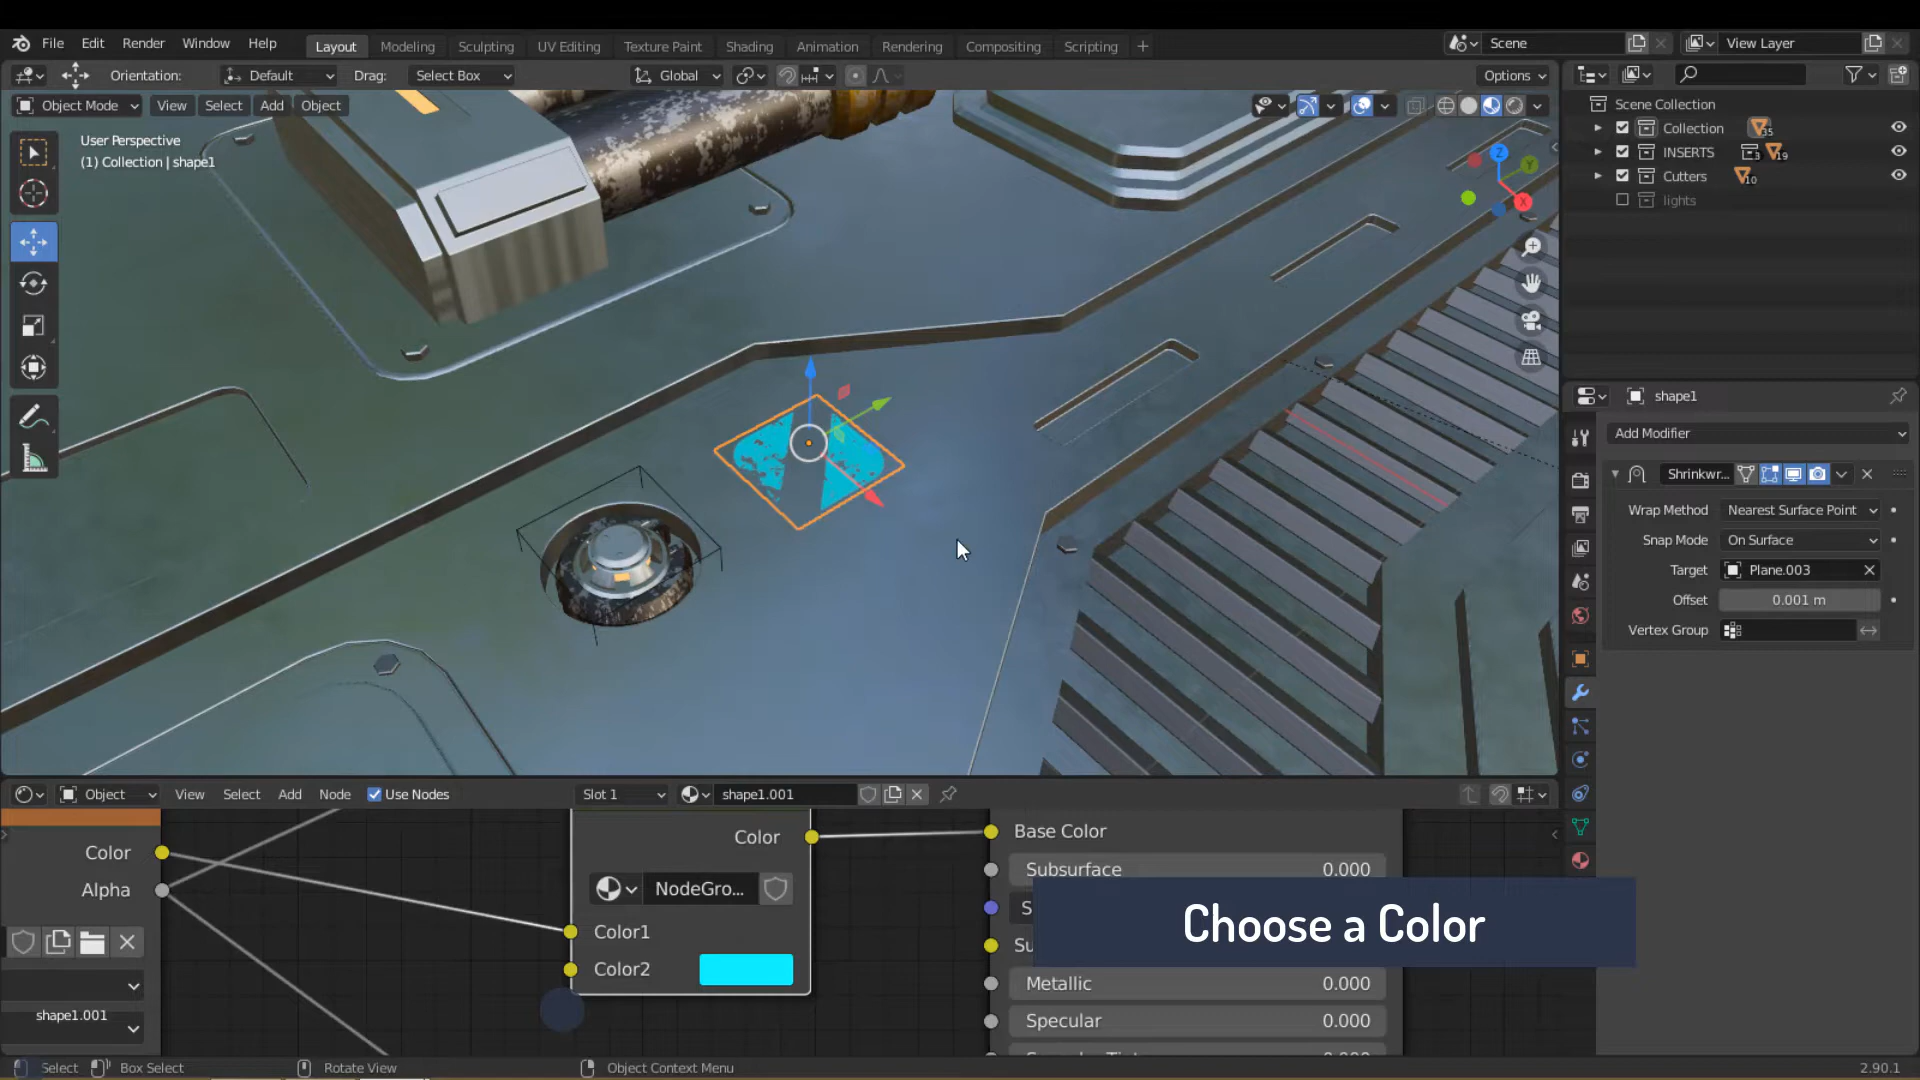 File Edit Render Window Help Layout Modeling Sculpting UV Editing Texture Paint Shading Animation Rendering Compositing Scripting + Scene View Layer
Orientation: Default Drag: Select Box Global Options
Object Mode View Select Add Object
User Perspective
(1) Collection | shape1
Scene Collection
Collection 35
INSERTS 3 19
Cutters 10
lights
Z
Y
X
shape1
Add Modifier
Shrinkwr...
Wrap Method Nearest Surface Point
Snap Mode On Surface
Target Plane.003
Offset 0.001 m
Vertex Group
Object View Select Add Node Use Nodes Slot 1 shape1.001
Color
Alpha
shape1.001
Color
NodeGro...
Color1
Color2
Base Color
Subsurface 0.000
S
Su
Metallic 0.000
Specular 0.000
Choose a Color
Select Box Select Rotate View Object Context Menu 2.90.1